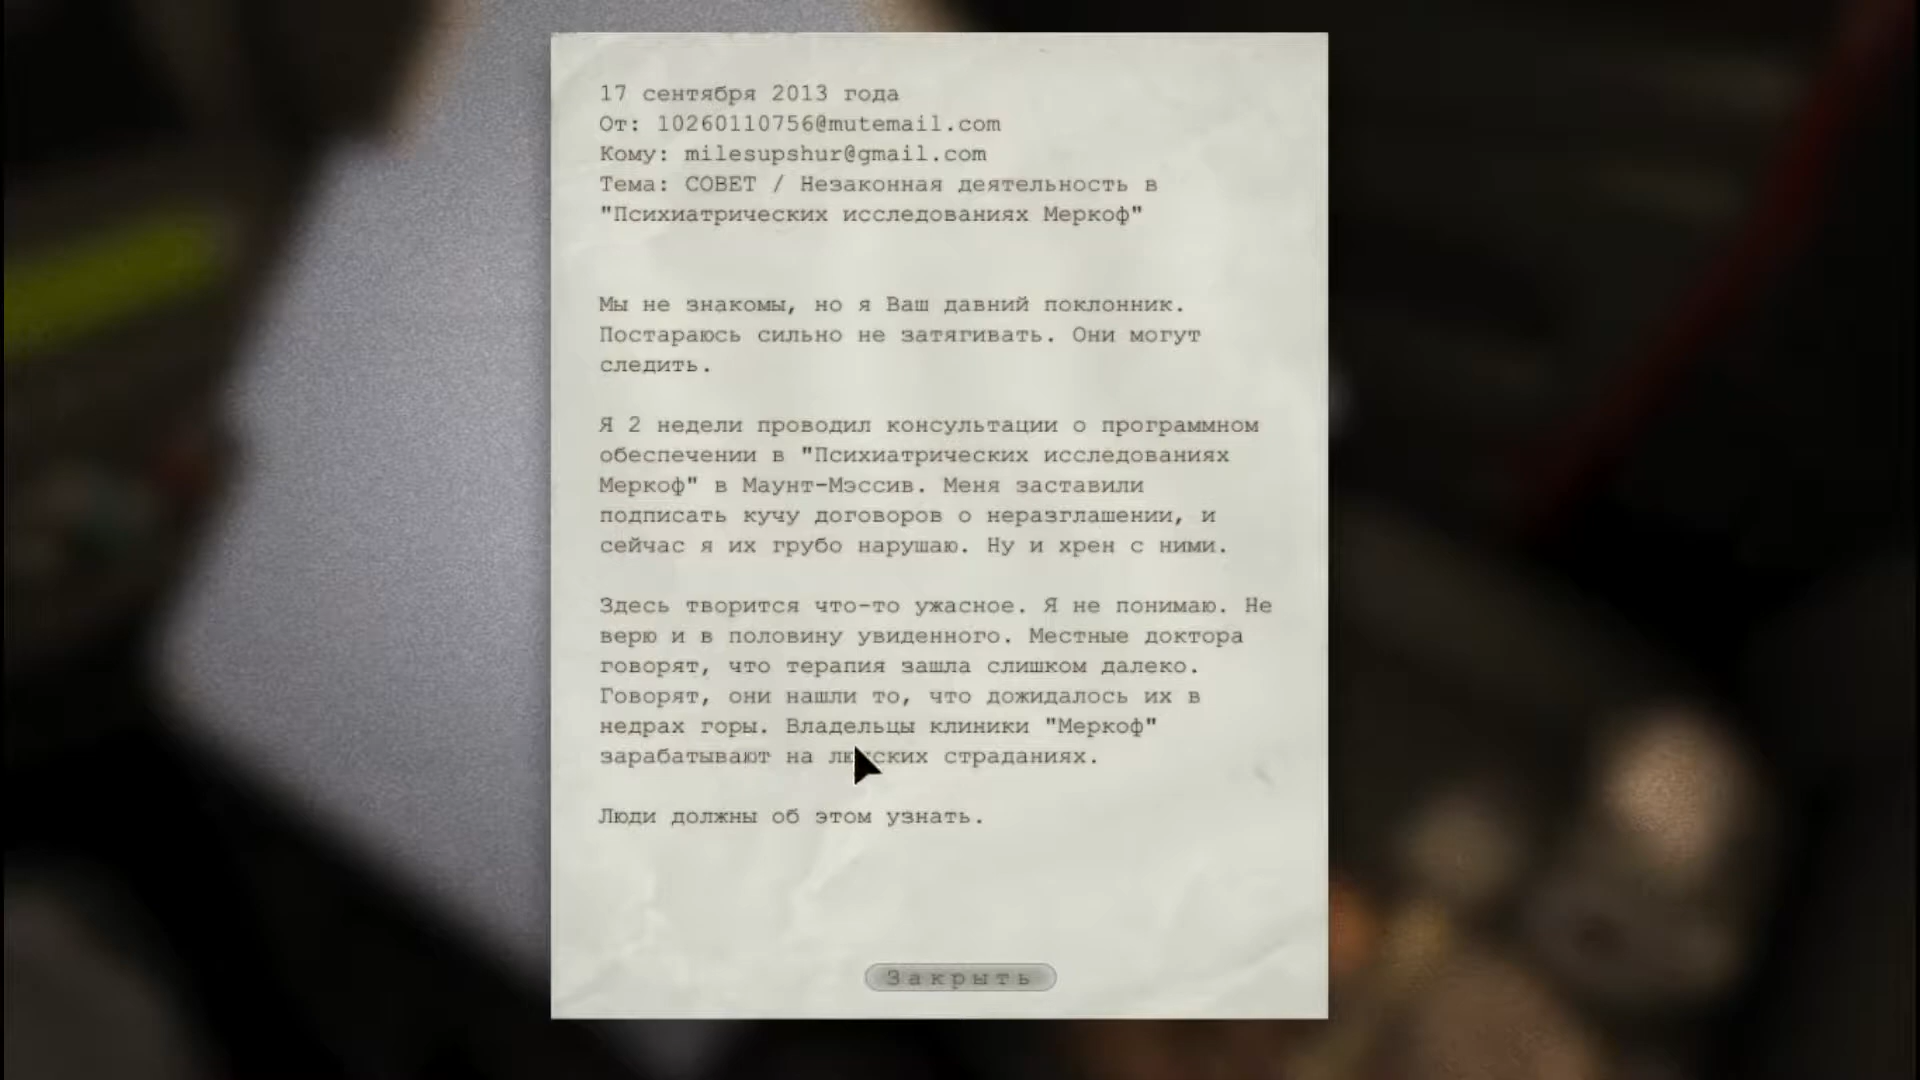 17 сентября 2013 года
От: 10260110756@mutemail.com
Кому: milesupshur@gmail.com
Тема: СОВЕТ / Незаконная деятельность в
"Психиатрических исследованиях Меркоф"
Мы не знакомы, но я Ваш давний поклонник.
Постараюсь сильно не затягивать. Они могут
следить.
Я 2 недели проводил консультации о программном
обеспечении в "Психиатрических исследованиях
Меркоф" в Маунт-Мэссив. Меня заставили
подписать кучу договоров о неразглашении, и
сейчас я их грубо нарушаю. Ну и хрен с ними.
Здесь творится что-то ужасное. Я не понимаю. Не
верю и в половину увиденного. Местные доктора
говорят, что терапия зашла слишком далеко.
Говорят, они нашли то, что дожидалось их в
недрах горы. Владельцы клиники "Меркоф"
зарабатывают на людских страданиях.
Люди должны об этом узнать.
Закрыть